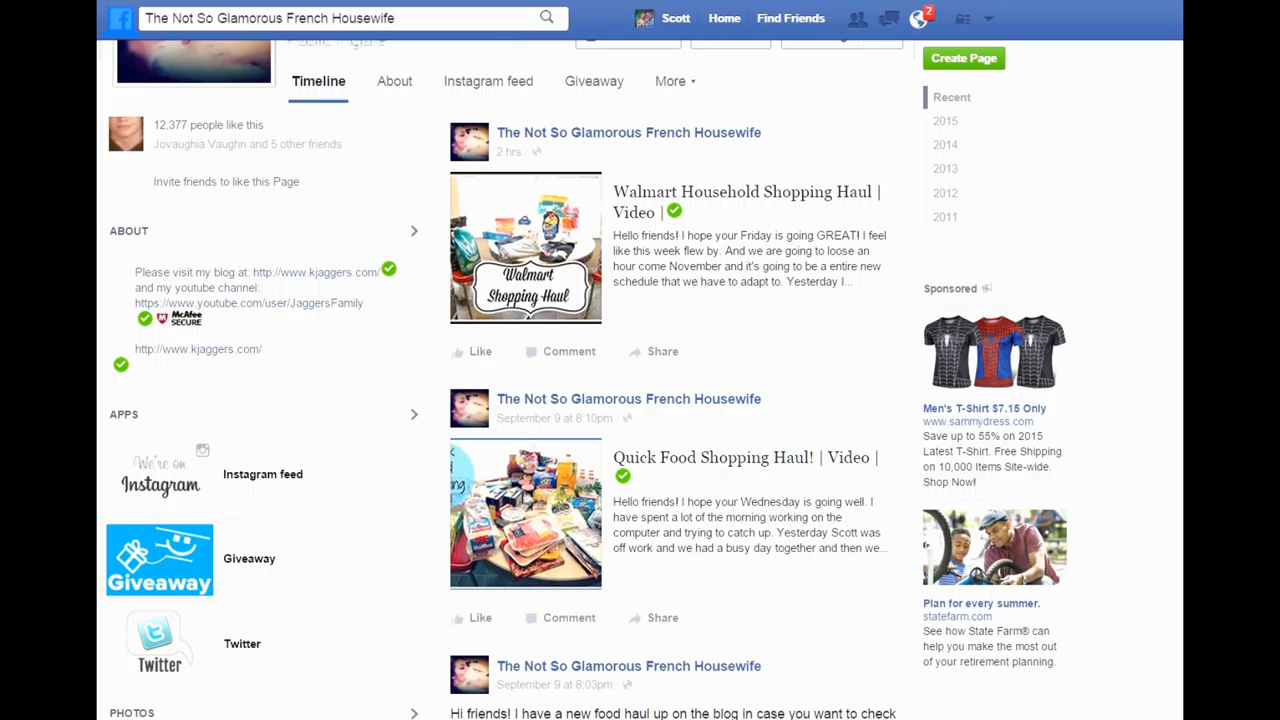 The Not So Glamorous French Housewife
Scott
Home
Find Friends
2
Timeline
About
Instagram feed
Giveaway
More
Create Page
Recent
2015
2014
2013
2012
2011
12,377 people like this
Jovaughia Vaughn and 5 other friends
Invite friends to like this Page
ABOUT
Please visit my blog at: http://www.kjaggers.com/
and my youtube channel:
https://www.youtube.com/user/JaggersFamily
McAfee
SECURE
http://www.kjaggers.com/
APPS
We're on
Instagram
Instagram feed
Giveaway
Giveaway
Twitter
Twitter
PHOTOS
The Not So Glamorous French Housewife
2 hrs
Walmart
Shopping Haul
Walmart Household Shopping Haul |
Video |
Hello friends! I hope your Friday is going GREAT! I feel
like this week flew by. And we are going to loose an
hour come November and it's going to be a entire new
schedule that we have to adapt to. Yesterday I...
Like
Comment
Share
The Not So Glamorous French Housewife
September 9 at 8:10pm
Quick Food Shopping Haul! | Video |
Hello friends! I hope your Wednesday is going well. I
have spent a lot of the morning working on the
computer and trying to catch up. Yesterday Scott was
off work and we had a busy day together and then we...
Like
Comment
Share
The Not So Glamorous French Housewife
September 9 at 8:03pm
Hi friends! I have a new food haul up on the blog in case you want to check
Sponsored
Men's T-Shirt $7.15 Only
www.sammydress.com
Save up to 55% on 2015
Latest T-Shirt. Free Shipping
on 10,000 Items Site-wide.
Shop Now!
Plan for every summer.
statefarm.com
See how State Farm® can
help you make the most out
of your retirement planning.